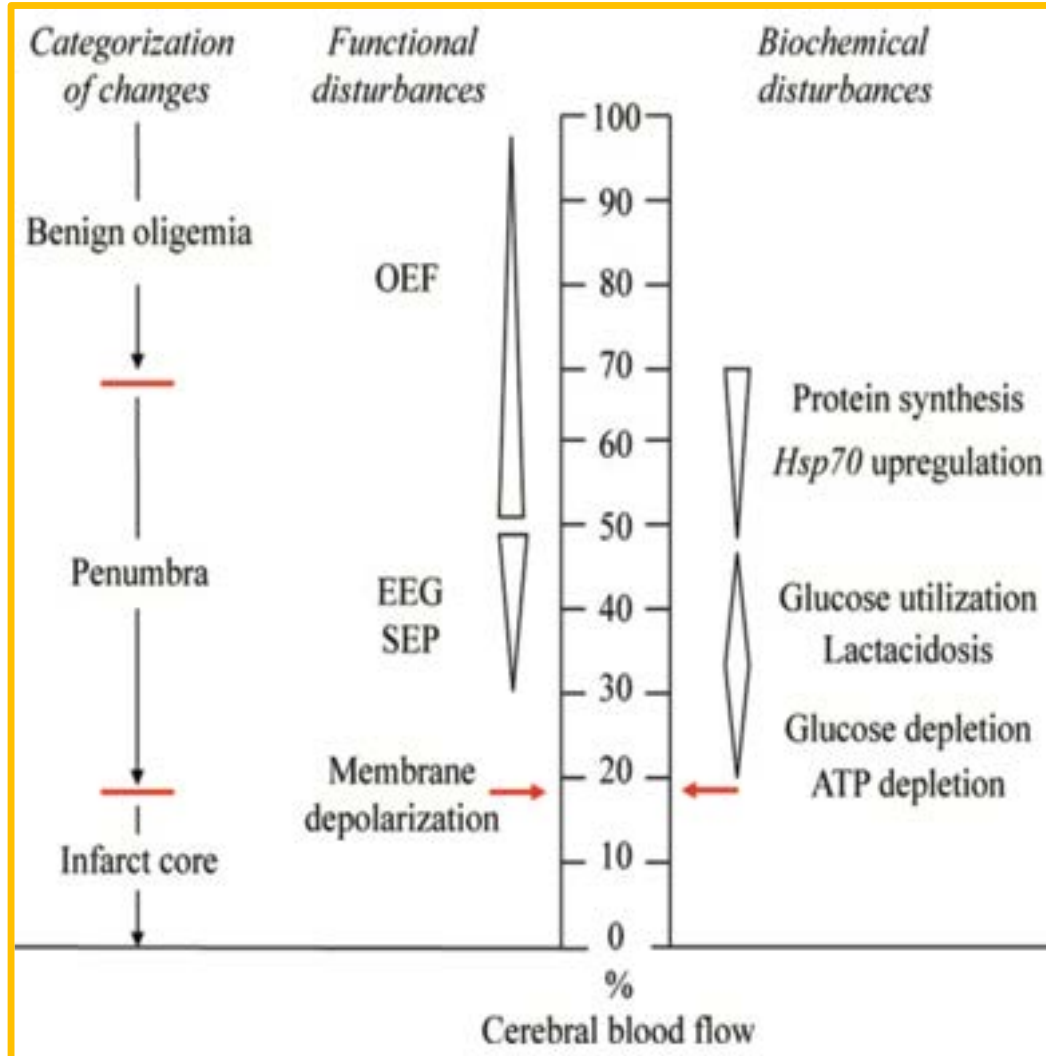 Categorization
of changes
Functional
disturbances
Biochemical
disturbances
Benign oligemia
Penumbra
Infarct core
OEF
EEG
SEP
Membrane
depolarization
100
90
80
70
60
50
40
30
20
10
0
%
Cerebral blood flow
Protein synthesis
Hsp70 upregulation
Glucose utilization
Lactacidosis
Glucose depletion
ATP depletion